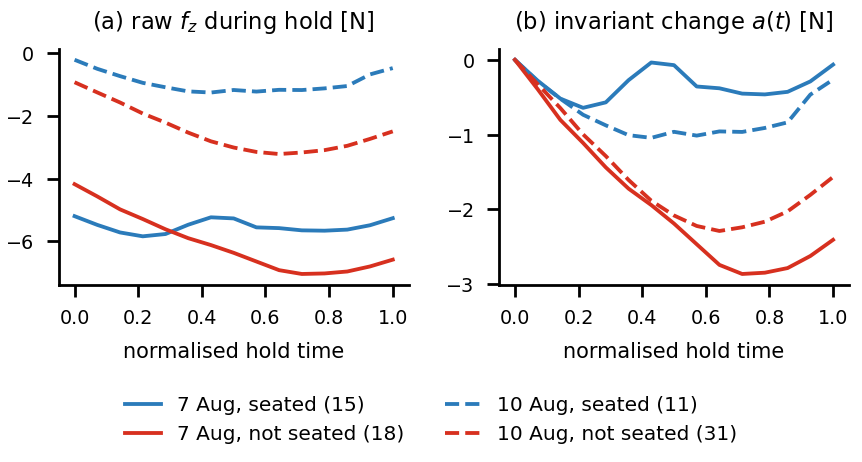 (a) raw f_z during hold [N]
0
−2
−4
−6
0.0 0.2 0.4 0.6 0.8 1.0
normalised hold time
(b) invariant change a(t) [N]
0
−1
−2
−3
0.0 0.2 0.4 0.6 0.8 1.0
normalised hold time
7 Aug, seated (15)
7 Aug, not seated (18)
10 Aug, seated (11)
10 Aug, not seated (31)